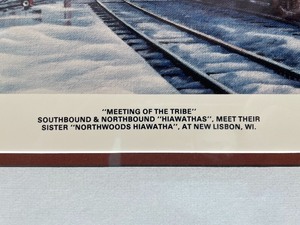 "MEETING OF THE TRIBE"
SOUTHBOUND & NORTHBOUND "HIAWATHAS", MEET THEIR
SISTER "NORTHWOODS HIAWATHA", AT NEW LISBON, WI.